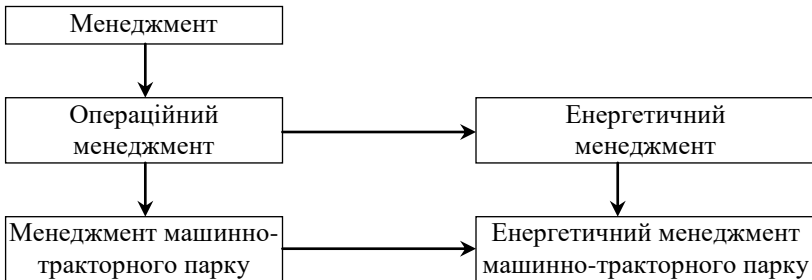 Менеджмент
Операційний
менеджмент
Енергетичний
менеджмент
Менеджмент машинно-
тракторного парку
Енергетичний менеджмент
машинно-тракторного парку